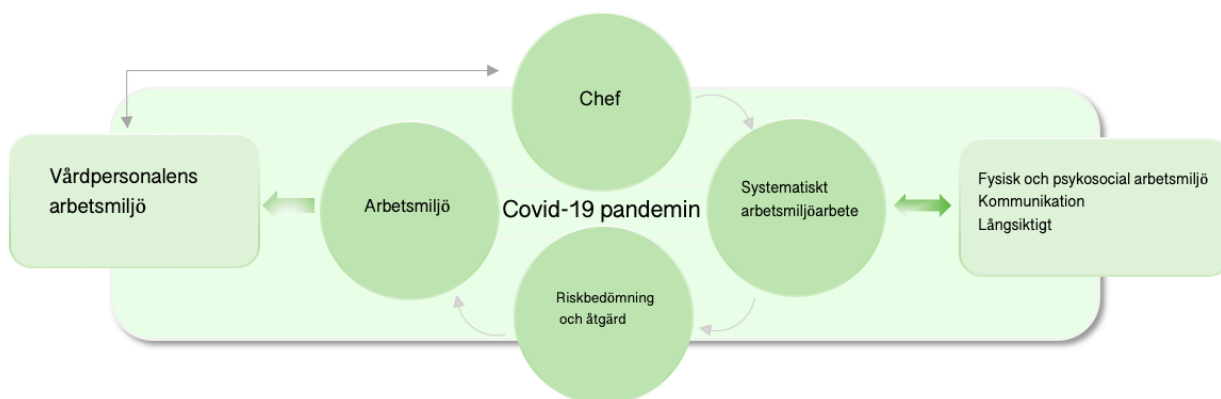 Chef
Vårdpersonalens
arbetsmiljö
Arbetsmiljö
Covid-19 pandemin
Systematiskt
arbetsmiljöarbete
Fysisk och psykosocial arbetsmiljö
Kommunikation
Långsiktigt
Riskbedömning
och åtgärd